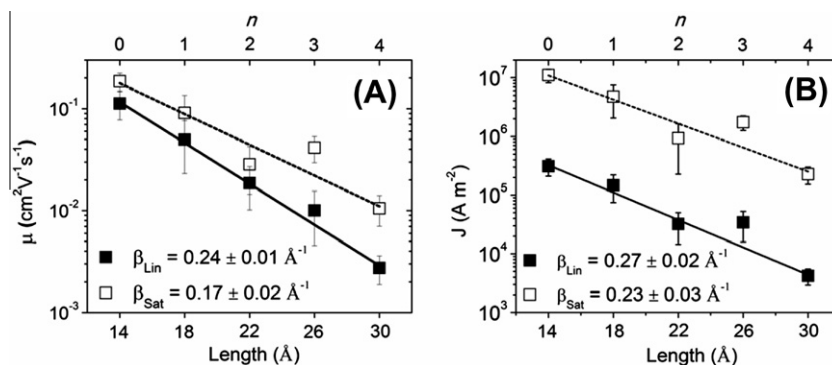 n
0 1 2 3 4
(A)
μ (cm²V⁻¹s⁻¹)
10⁻¹
10⁻²
10⁻³
β_Lin = 0.24 ± 0.01 Å⁻¹
β_Sat = 0.17 ± 0.02 Å⁻¹
14 18 22 26 30
Length (Å)
n
0 1 2 3 4
(B)
J (A m⁻²)
10⁷
10⁶
10⁵
10⁴
10³
β_Lin = 0.27 ± 0.02 Å⁻¹
β_Sat = 0.23 ± 0.03 Å⁻¹
14 18 22 26 30
Length (Å)